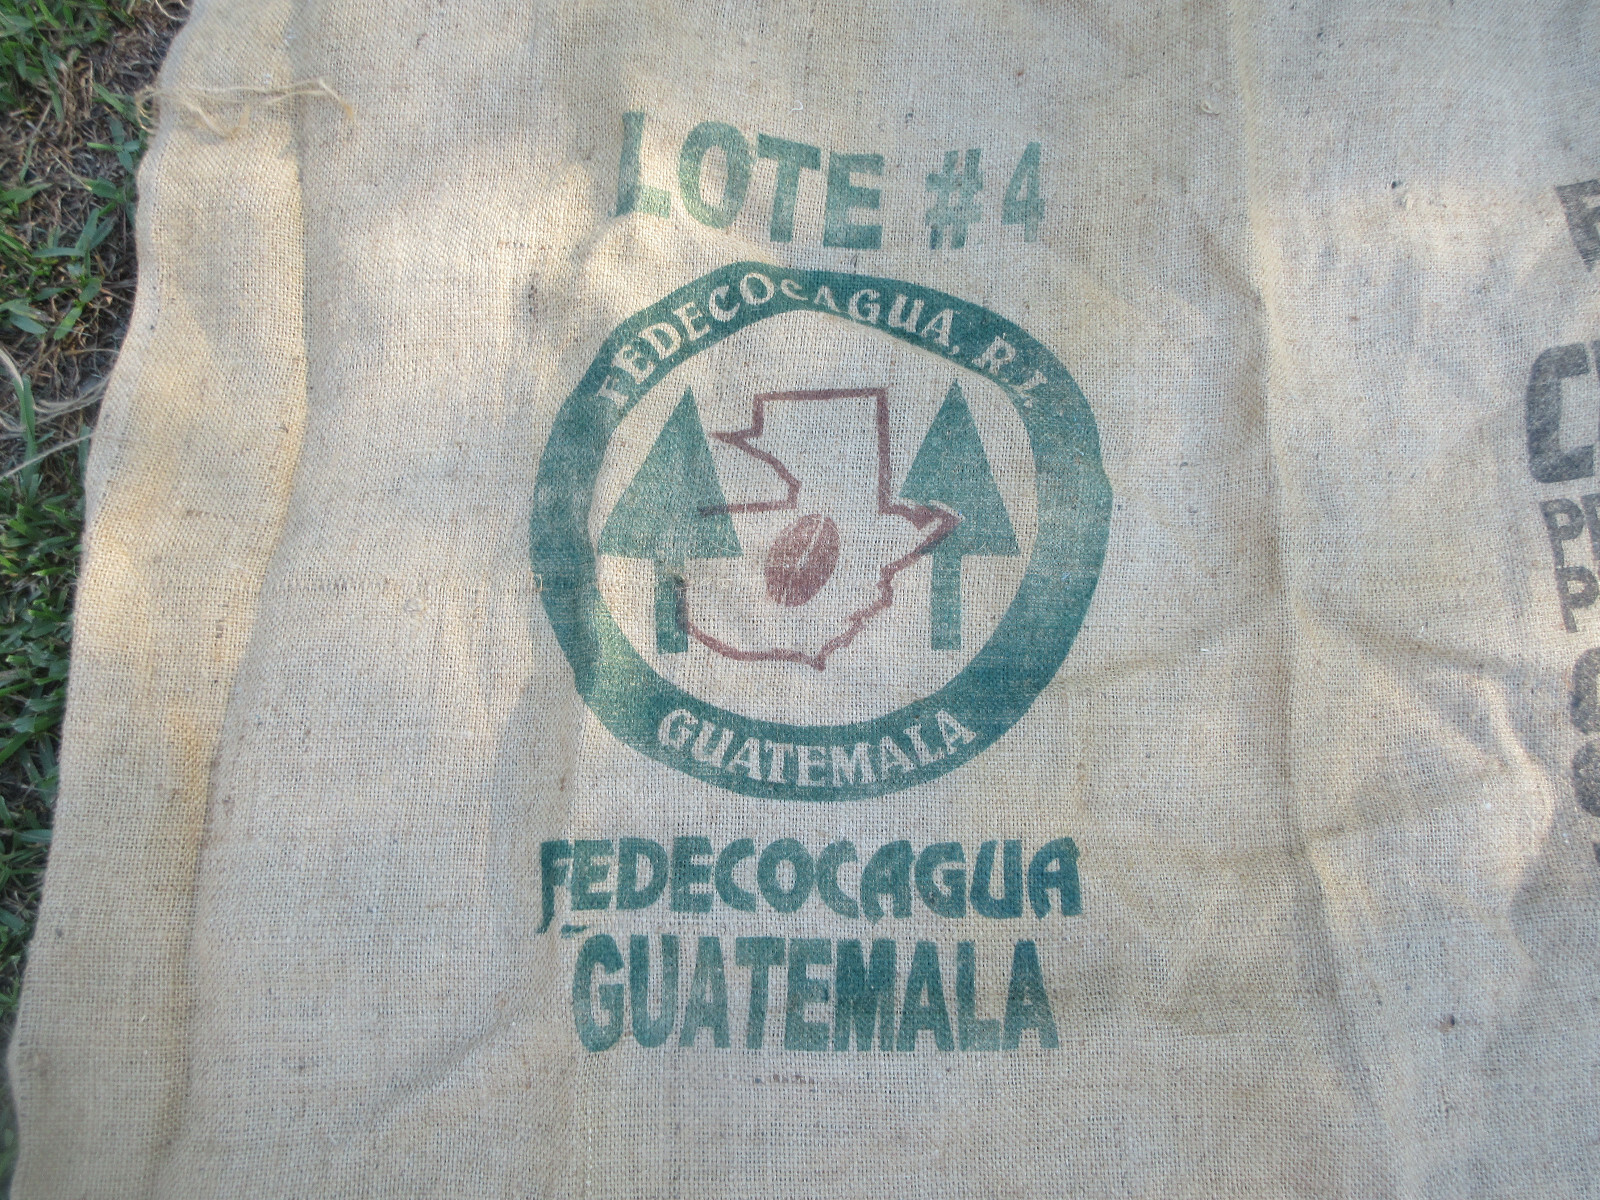 LOTE #4
FEDECOCAGUA, R.L.
GUATEMALA
FEDECOCAGUA
GUATEMALA